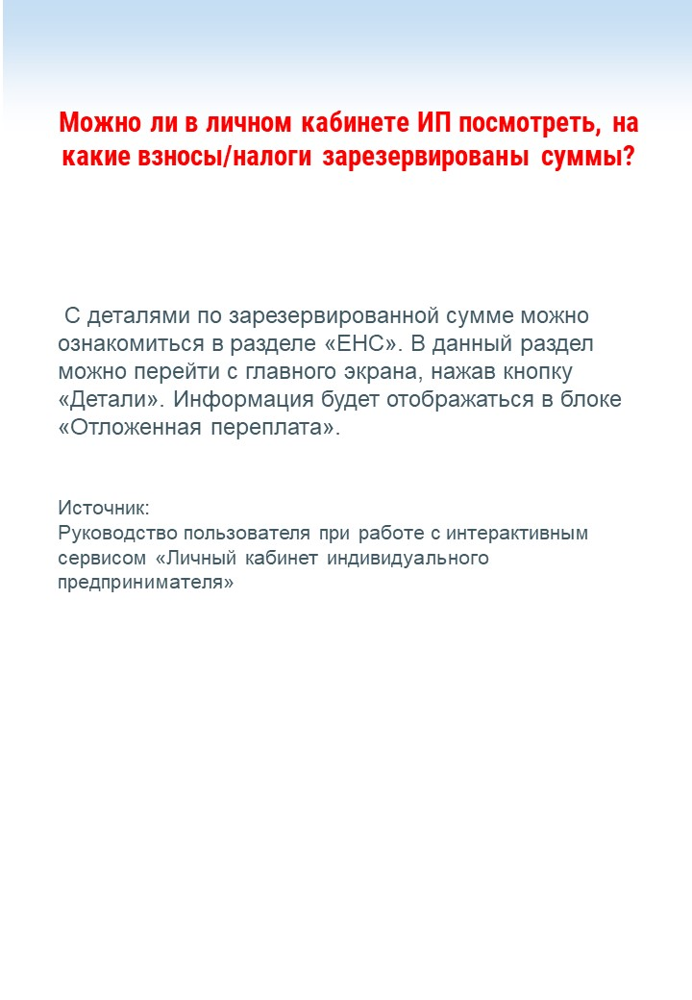 Можно ли в личном кабинете ИП посмотреть, на
какие взносы/налоги зарезервированы суммы?
С деталями по зарезервированной сумме можно
ознакомиться в разделе «ЕНС». В данный раздел
можно перейти с главного экрана, нажав кнопку
«Детали». Информация будет отображаться в блоке
«Отложенная переплата».
Источник:
Руководство пользователя при работе с интерактивным
сервисом «Личный кабинет индивидуального
предпринимателя»